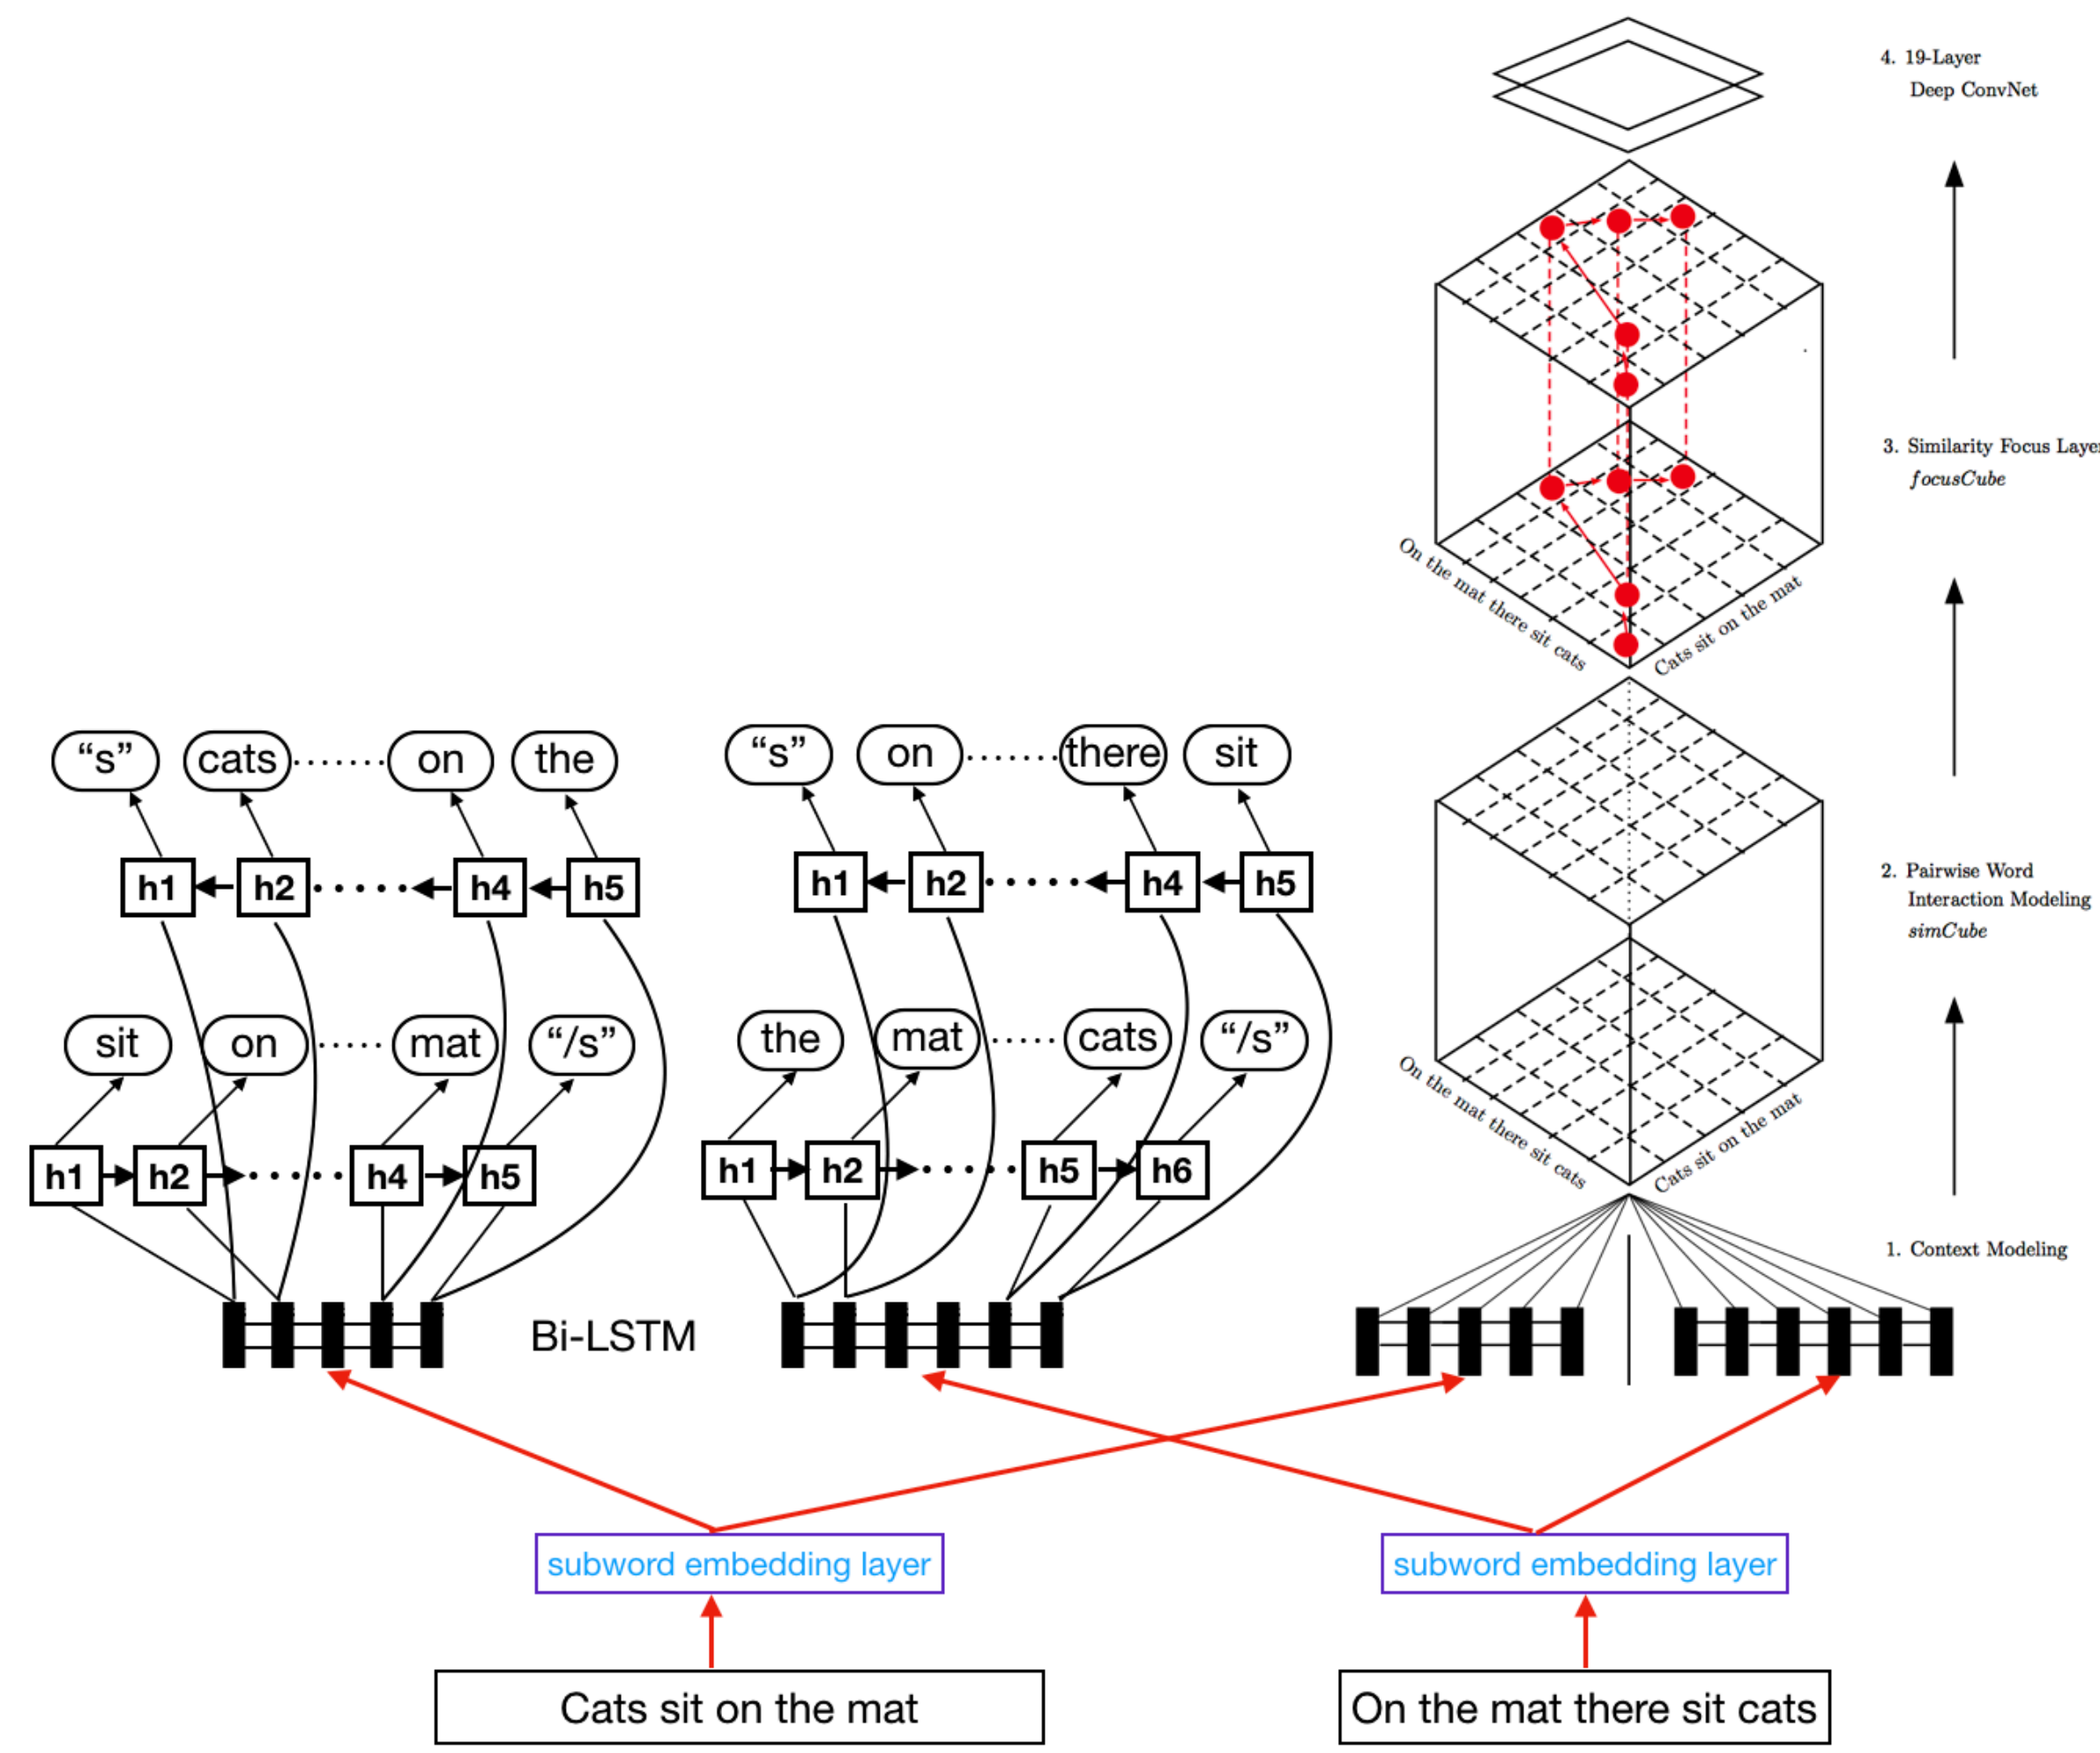 4. 19-Layer
Deep ConvNet
3. Similarity Focus Laye
focusCube
On the mat there sit cats
Cats sit on the mat
“s” cats ....... on the
“s” on ....... there sit
h1 h2 ..... h4 h5
h1 h2 ..... h4 h5
2. Pairwise Word
Interaction Modeling
simCube
sit on ..... mat “/s”
the mat ..... cats “/s”
On the mat there sit cats
Cats sit on the mat
h1 h2 ..... h4 h5
h1 h2 ..... h5 h6
1. Context Modeling
Bi-LSTM
subword embedding layer
subword embedding layer
Cats sit on the mat
On the mat there sit cats